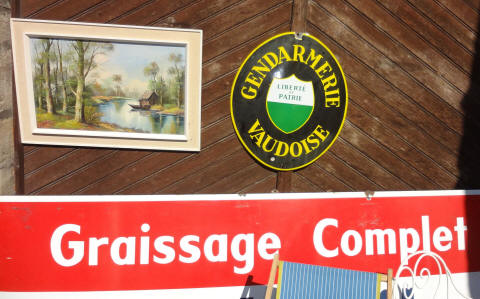 GENDARMERIE
LIBERTÉ
ET
PATRIE
VAUDOISE
Graissage Complet